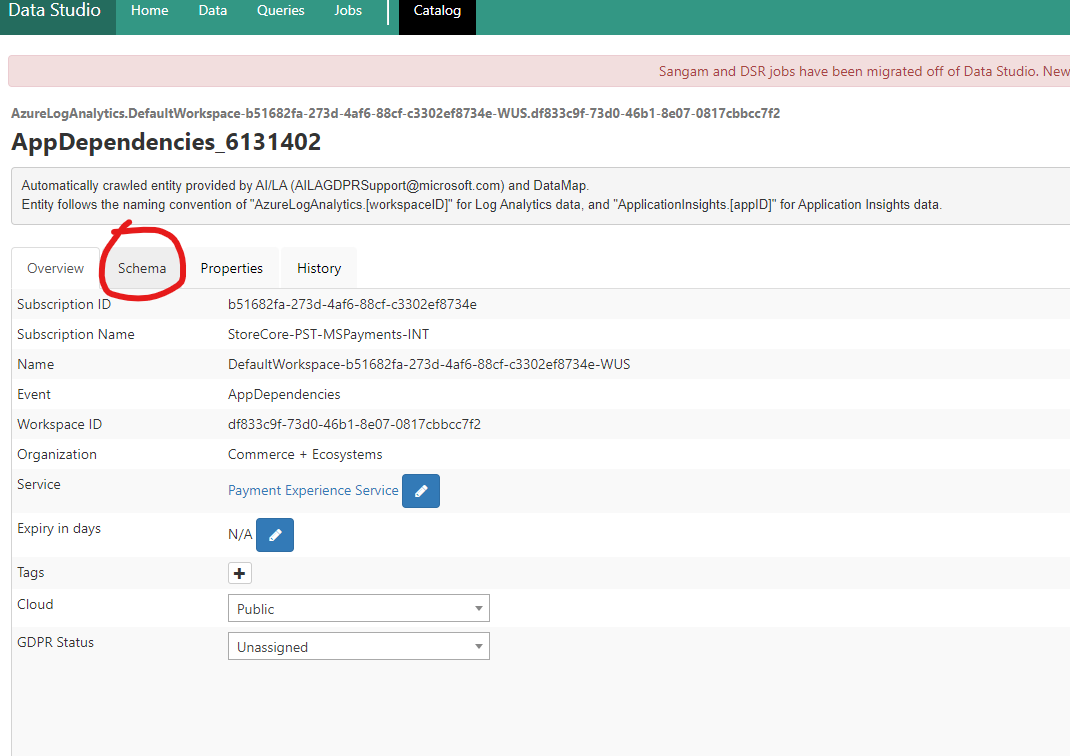 Data Studio Home Data Queries Jobs Catalog
Sangam and DSR jobs have been migrated off of Data Studio. New
AzureLogAnalytics.DefaultWorkspace-b51682fa-273d-4af6-88cf-c3302ef8734e-WUS.df833c9f-73d0-46b1-8e07-0817cbbcc7f2
AppDependencies_6131402
Automatically crawled entity provided by AI/LA (AILAGDPRSupport@microsoft.com) and DataMap.
Entity follows the naming convention of "AzureLogAnalytics.[workspaceID]" for Log Analytics data, and "ApplicationInsights.[appID]" for Application Insights data.
Overview Schema Properties History
Subscription ID b51682fa-273d-4af6-88cf-c3302ef8734e
Subscription Name StoreCore-PST-MSPayments-INT
Name DefaultWorkspace-b51682fa-273d-4af6-88cf-c3302ef8734e-WUS
Event AppDependencies
Workspace ID df833c9f-73d0-46b1-8e07-0817cbbcc7f2
Organization Commerce + Ecosystems
Service Payment Experience Service
Expiry in days N/A
Tags
Cloud Public
GDPR Status Unassigned